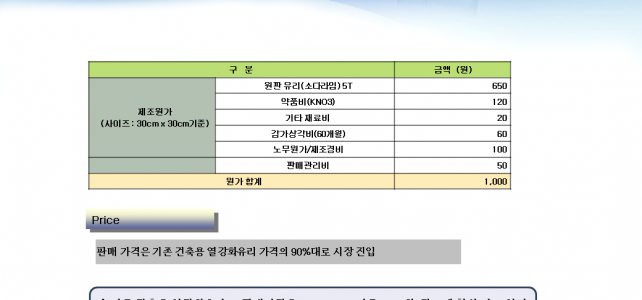 구 분 금액 (원)
원판 유리(소다라임) 5T 650
제조원가
(사이즈 : 30cm x 30cm기준)
약품비(KNO3) 120
기타 재료비 20
감가상각비(60개월) 60
노무원가/제조경비 100
판매관리비 50
원가 합계 1,000
Price
판매 가격은 기존 건축용 열강화유리 가격의 90%대로 시장 진입